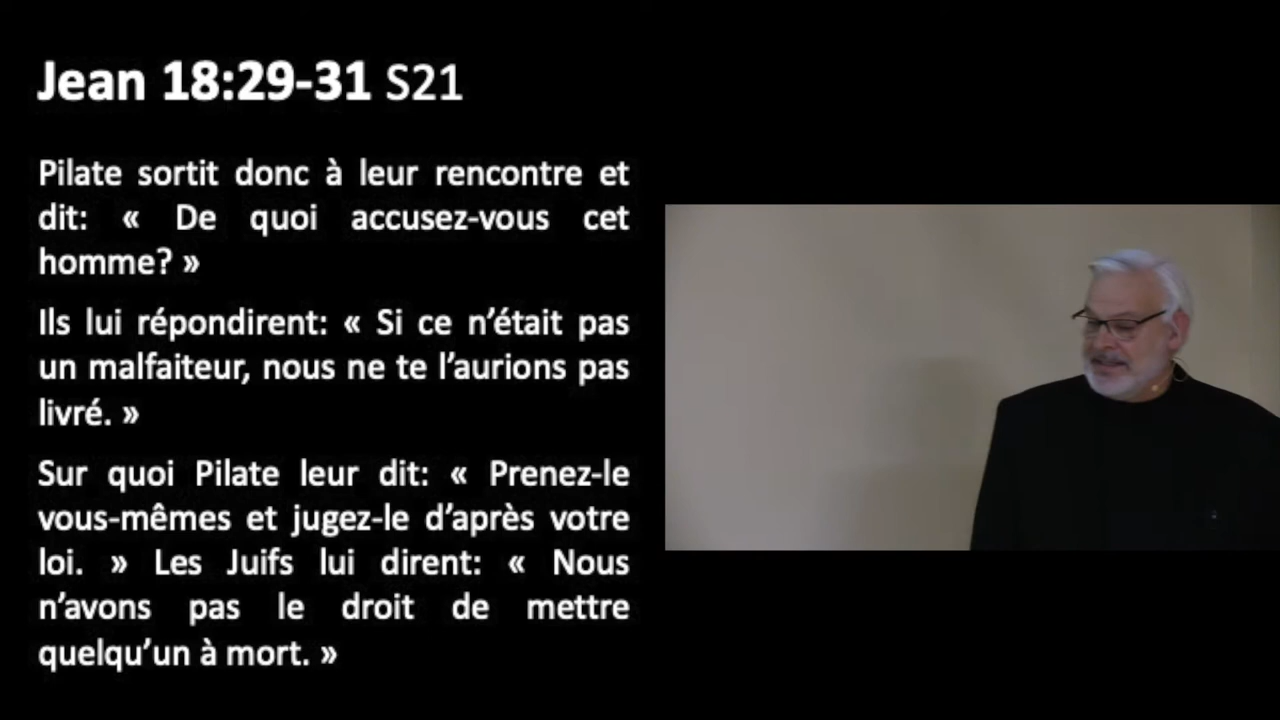 Jean 18:29-31 S21
Pilate sortit donc à leur rencontre et
dit: « De quoi accusez-vous cet
homme? »
Ils lui répondirent: « Si ce n’était pas
un malfaiteur, nous ne te l’aurions pas
livré. »
Sur quoi Pilate leur dit: « Prenez-le
vous-mêmes et jugez-le d’après votre
loi. » Les Juifs lui dirent: « Nous
n’avons pas le droit de mettre
quelqu’un à mort. »